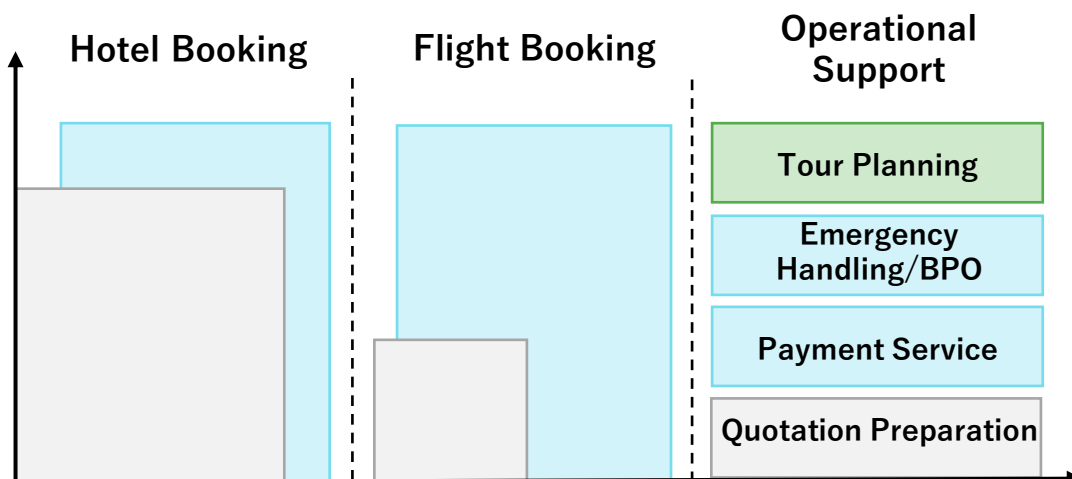 Hotel Booking
Flight Booking
Operational
Support
Tour Planning
Emergency
Handling/BPO
Payment Service
Quotation Preparation